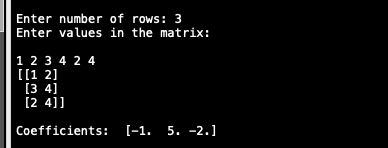 Enter number of rows: 3
Enter values in the matrix:
1 2 3 4 2 4
[[1 2]
[3 4]
[2 4]]
Coefficients:  [-1.  5. -2.]